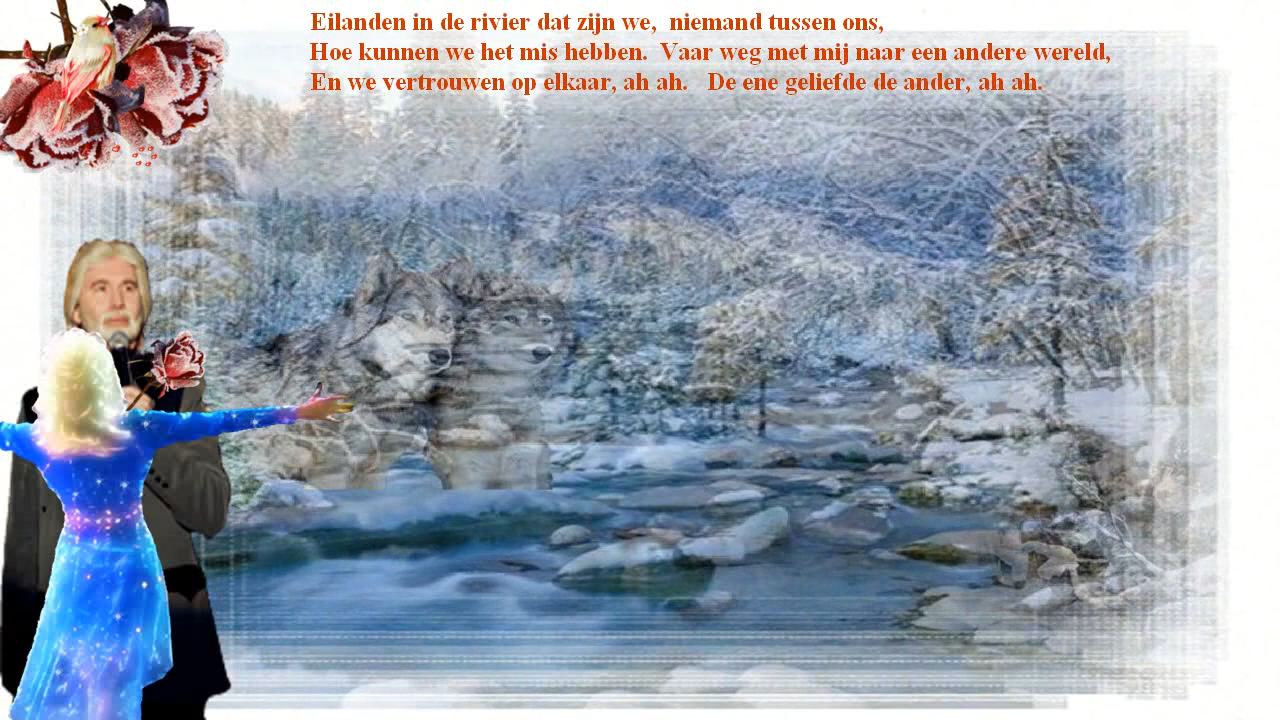 Eilanden in de rivier dat zijn we, niemand tussen ons,
Hoe kunnen we het mis hebben. Vaar weg met mij naar een andere wereld,
En we vertrouwen op elkaar, ah ah. De ene geliefde de ander, ah ah.